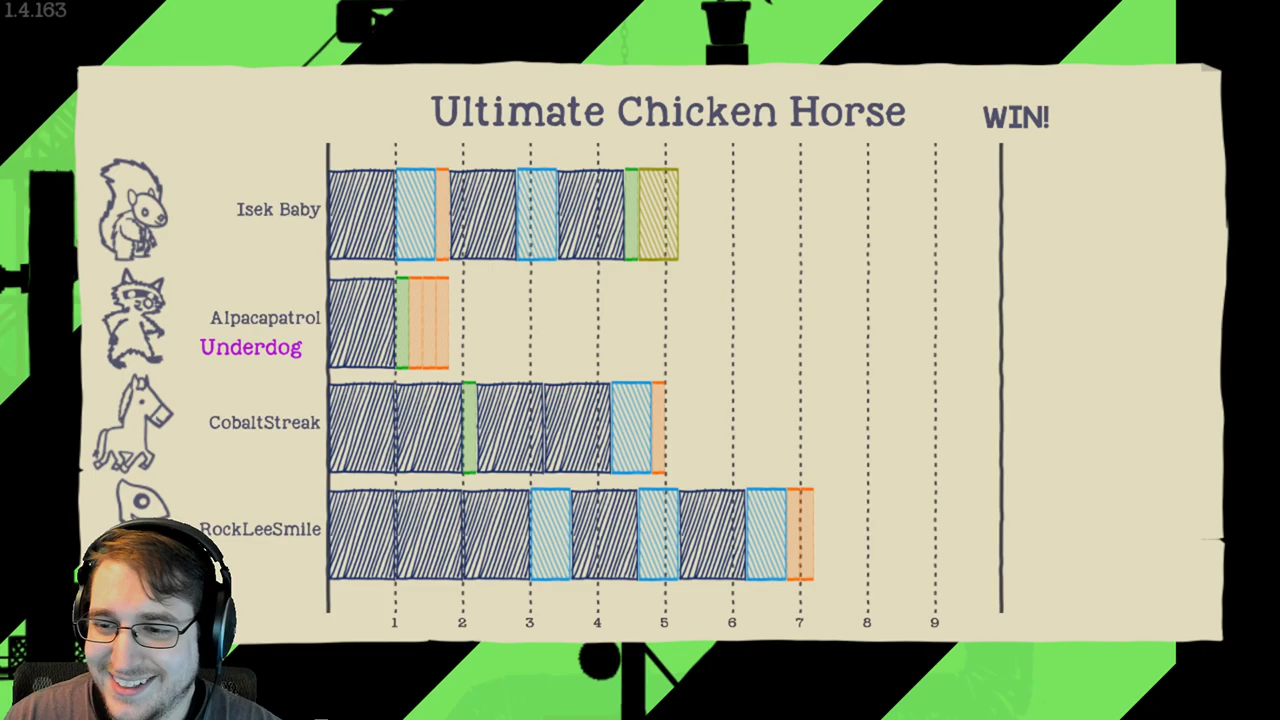 1.4.163
Ultimate Chicken Horse
WIN!
Isek Baby
Alpacapatrol
Underdog
CobaltStreak
RockLeeSmile
1 2 3 4 5 6 7 8 9